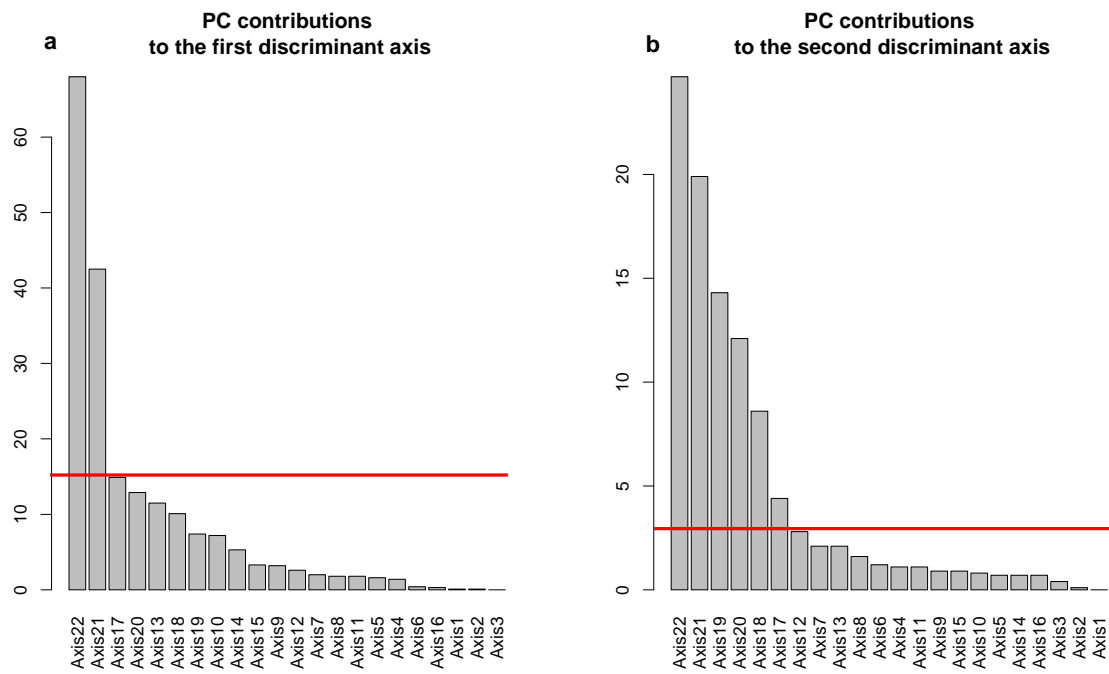 a
PC contributions
to the first discriminant axis
60
50
40
30
20
10
0
Axis22
Axis21
Axis17
Axis20
Axis13
Axis18
Axis19
Axis10
Axis14
Axis15
Axis9
Axis12
Axis7
Axis8
Axis11
Axis5
Axis4
Axis6
Axis16
Axis1
Axis2
Axis3
b
PC contributions
to the second discriminant axis
20
15
10
5
0
Axis22
Axis21
Axis19
Axis20
Axis18
Axis17
Axis12
Axis7
Axis13
Axis8
Axis6
Axis4
Axis11
Axis9
Axis15
Axis10
Axis5
Axis14
Axis16
Axis3
Axis2
Axis1